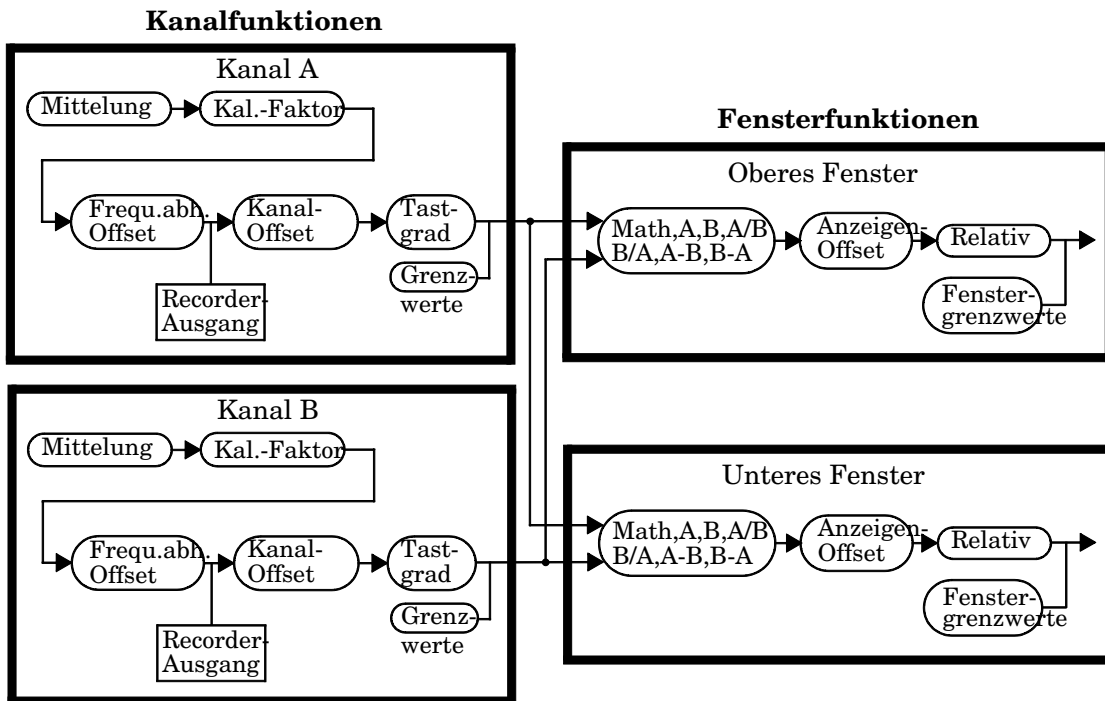 Kanalfunktionen
Kanal A
Mittelung
Kal.-Faktor
Frequ.abh.
Offset
Kanal-
Offset
Tast-
grad
Grenz-
werte
Recorder-
Ausgang
Kanal B
Mittelung
Kal.-Faktor
Frequ.abh.
Offset
Kanal-
Offset
Tast-
grad
Grenz-
werte
Recorder-
Ausgang
Fensterfunktionen
Oberes Fenster
Math,A,B,A/B
B/A,A-B,B-A
Anzeigen-
Offset
Relativ
Fenster-
grenzwerte
Unteres Fenster
Math,A,B,A/B
B/A,A-B,B-A
Anzeigen-
Offset
Relativ
Fenster-
grenzwerte